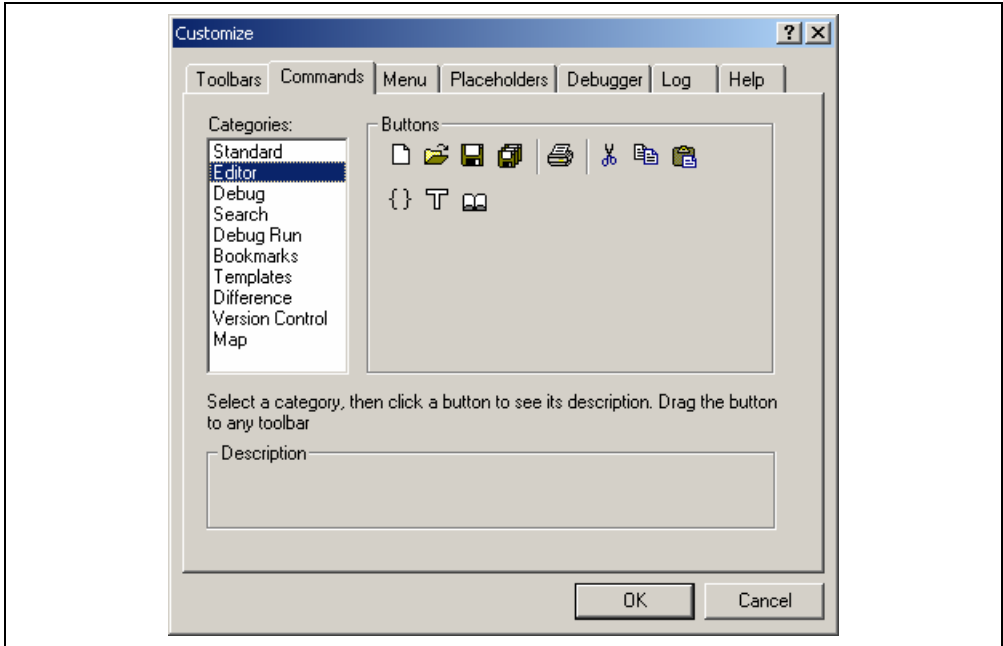 Customize
Toolbars Commands Menu Placeholders Debugger Log Help
Categories:
Buttons
Standard
Editor
Debug
Search
Debug Run
Bookmarks
Templates
Difference
Version Control
Map
Select a category, then click a button to see its description. Drag the button
to any toolbar
Description
OK Cancel